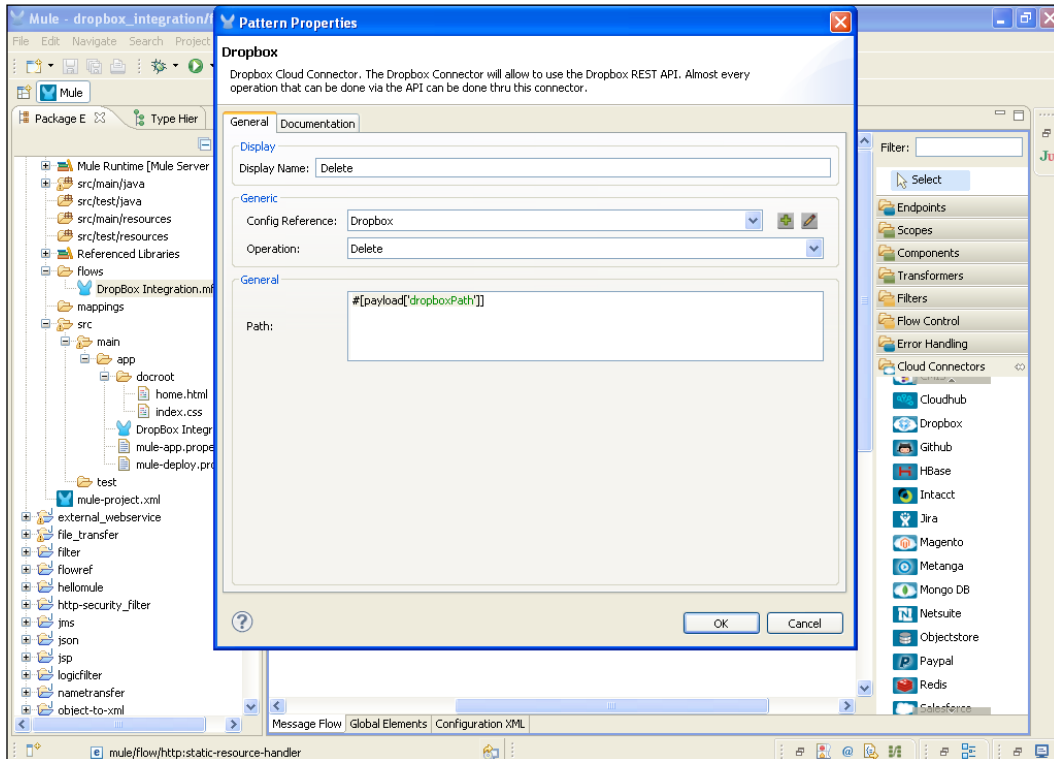 Mule - dropbox_integration/f
Pattern Properties
File Edit Navigate Search Project
Mule
Package E
Type Hier
Dropbox
Dropbox Cloud Connector. The Dropbox Connector will allow to use the Dropbox REST API. Almost every
operation that can be done via the API can be done thru this connector.
General Documentation
Display
Display Name: Delete
Generic
Config Reference: Dropbox
Operation: Delete
General
Path:
#[payload['dropboxPath']]
OK
Cancel
Mule Runtime [Mule Server
src/main/java
src/test/java
src/main/resources
src/test/resources
Referenced Libraries
flows
DropBox Integration.mf
mappings
src
main
app
docroot
home.html
index.css
DropBox Integr
mule-app.prope
mule-deploy.pro
test
mule-project.xml
external_webservice
file_transfer
filter
flowref
hellomule
http-security_filter
jms
json
jsp
logicfilter
nametransfer
object-to-xml
Filter:
Select
Endpoints
Scopes
Components
Transformers
Filters
Flow Control
Error Handling
Cloud Connectors
Cloudhub
Dropbox
Github
HBase
Intacct
Jira
Magento
Metanga
Mongo DB
Netsuite
Objectstore
Paypal
Redis
Salesforce
Ju
Message Flow Global Elements Configuration XML
mule/flow/http:static-resource-handler